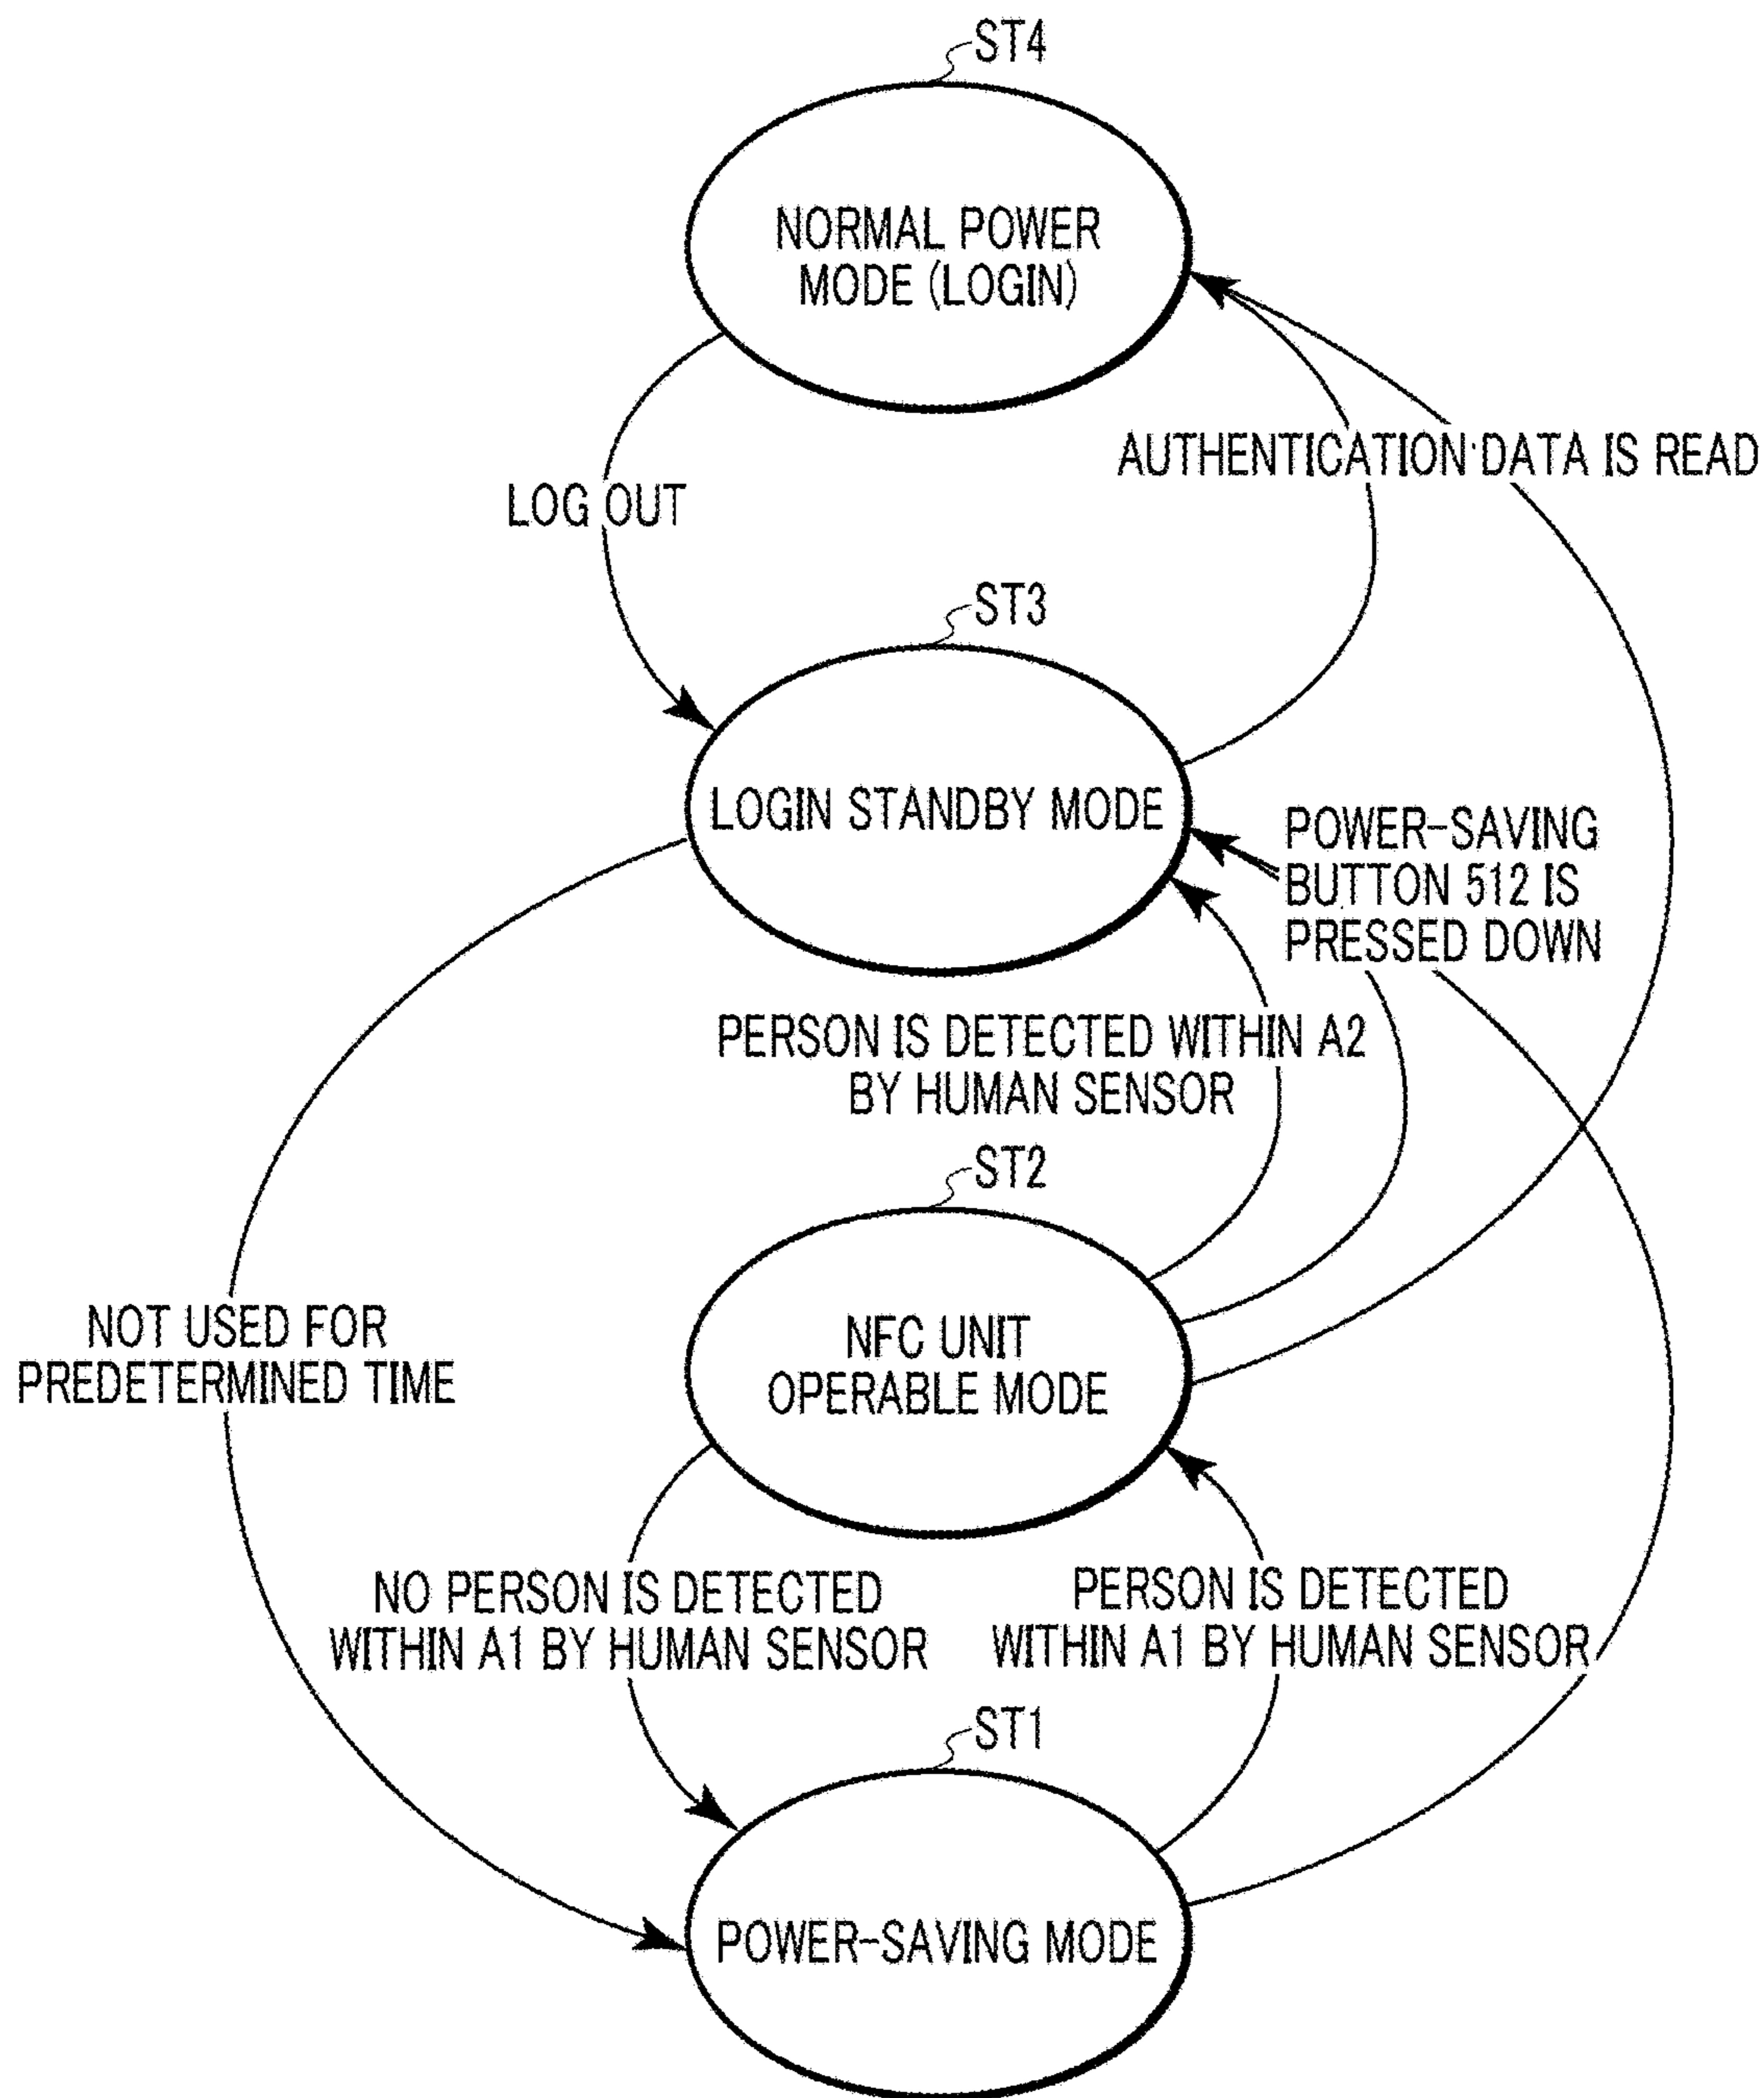 ST4
NORMAL POWER
MODE (LOGIN)
AUTHENTICATION DATA IS READ
LOG OUT
ST3
LOGIN STANDBY MODE
POWER-SAVING
BUTTON 512 IS
PRESSED DOWN
PERSON IS DETECTED WITHIN A2
BY HUMAN SENSOR
ST2
NOT USED FOR
PREDETERMINED TIME
NFC UNIT
OPERABLE MODE
NO PERSON IS DETECTED
WITHIN A1 BY HUMAN SENSOR
PERSON IS DETECTED
WITHIN A1 BY HUMAN SENSOR
ST1
POWER-SAVING MODE